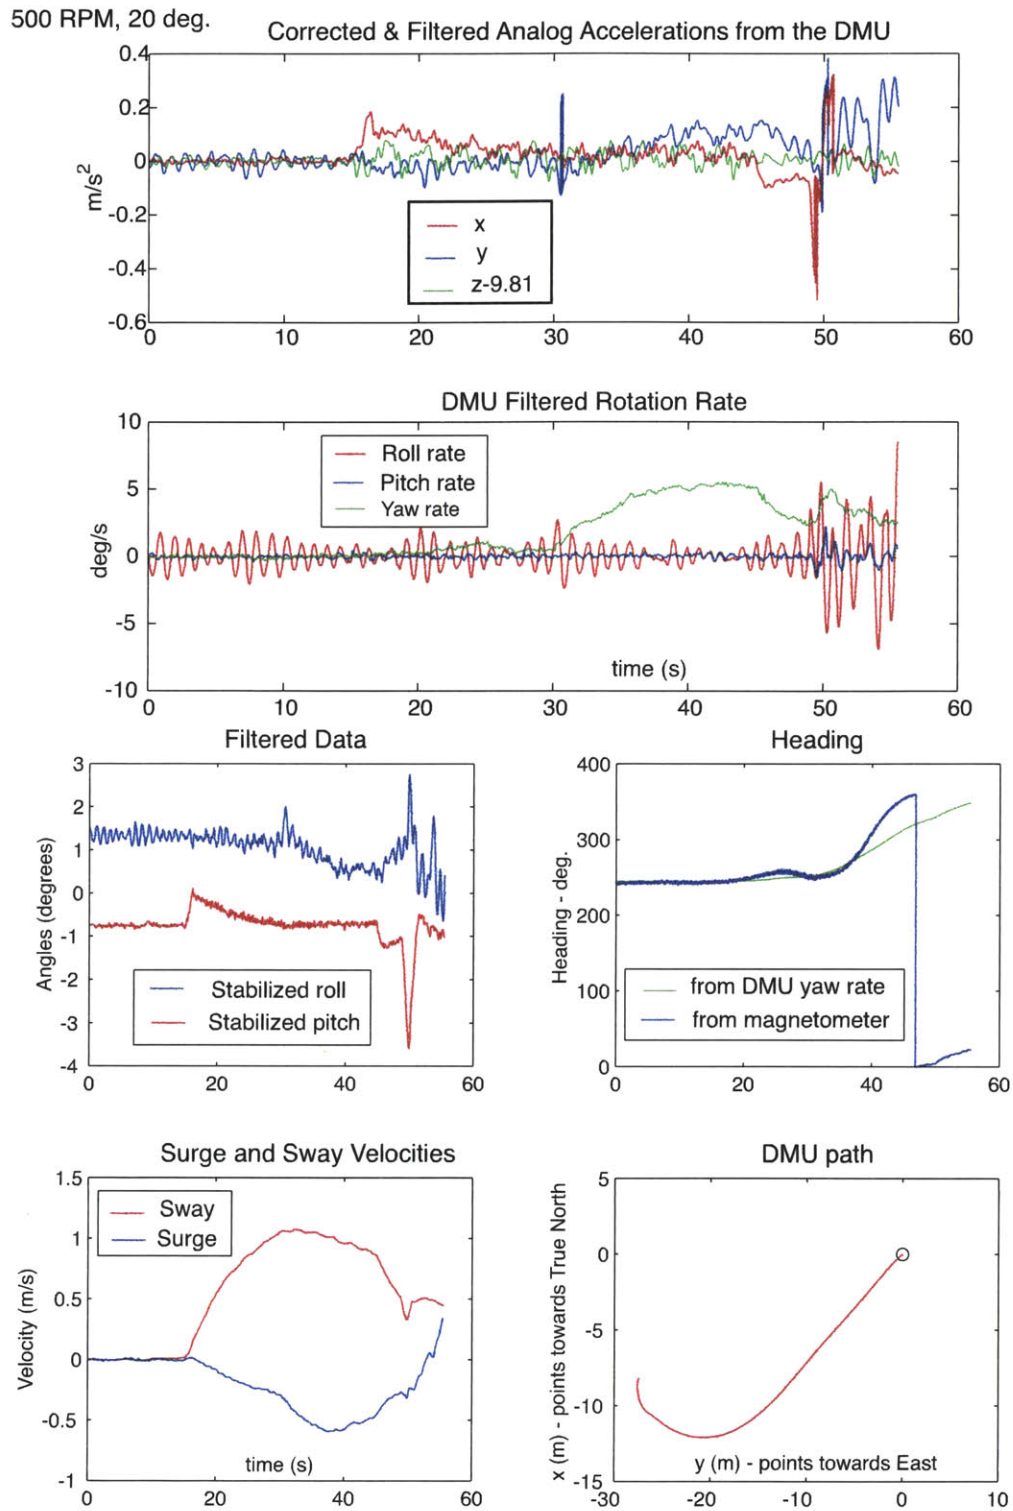 500 RPM, 20 deg.
Corrected & Filtered Analog Accelerations from the DMU
0.4
0.2
0
-0.2
-0.4
-0.6
m/s²
x
y
z-9.81
0 10 20 30 40 50 60
DMU Filtered Rotation Rate
10
5
0
-5
-10
deg/s
Roll rate
Pitch rate
Yaw rate
time (s)
0 10 20 30 40 50 60
Filtered Data
3
2
1
0
-1
-2
-3
-4
Angles (degrees)
Stabilized roll
Stabilized pitch
0 20 40 60
Heading
400
300
200
100
0
Heading - deg.
from DMU yaw rate
from magnetometer
0 20 40 60
Surge and Sway Velocities
1.5
1
0.5
0
-0.5
-1
Velocity (m/s)
Sway
Surge
time (s)
0 20 40 60
DMU path
5
0
-5
-10
-15
x (m) - points towards True North
y (m) - points towards East
-30 -20 -10 0 10